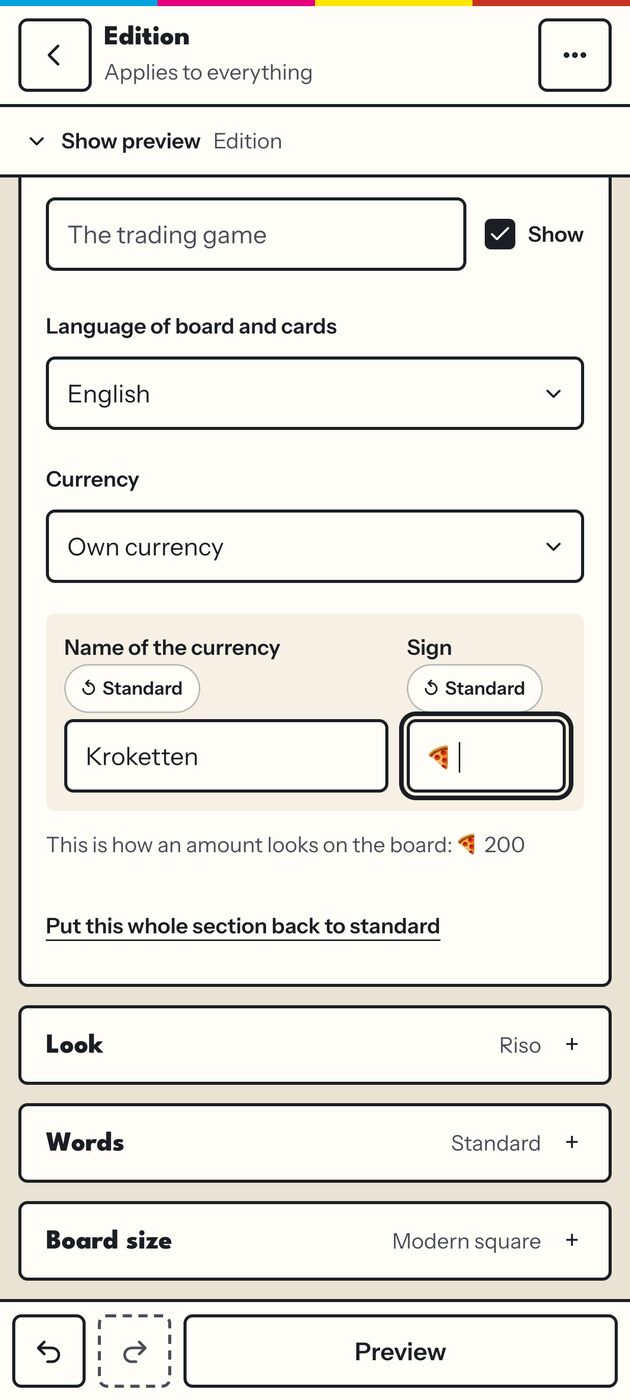 Edition
Applies to everything
Show preview Edition
The trading game
Show
Language of board and cards
English
Currency
Own currency
Name of the currency
Sign
Standard
Standard
Kroketten
🍕
This is how an amount looks on the board: 🍕 200
Put this whole section back to standard
Look
Riso
Words
Standard
Board size
Modern square
Preview